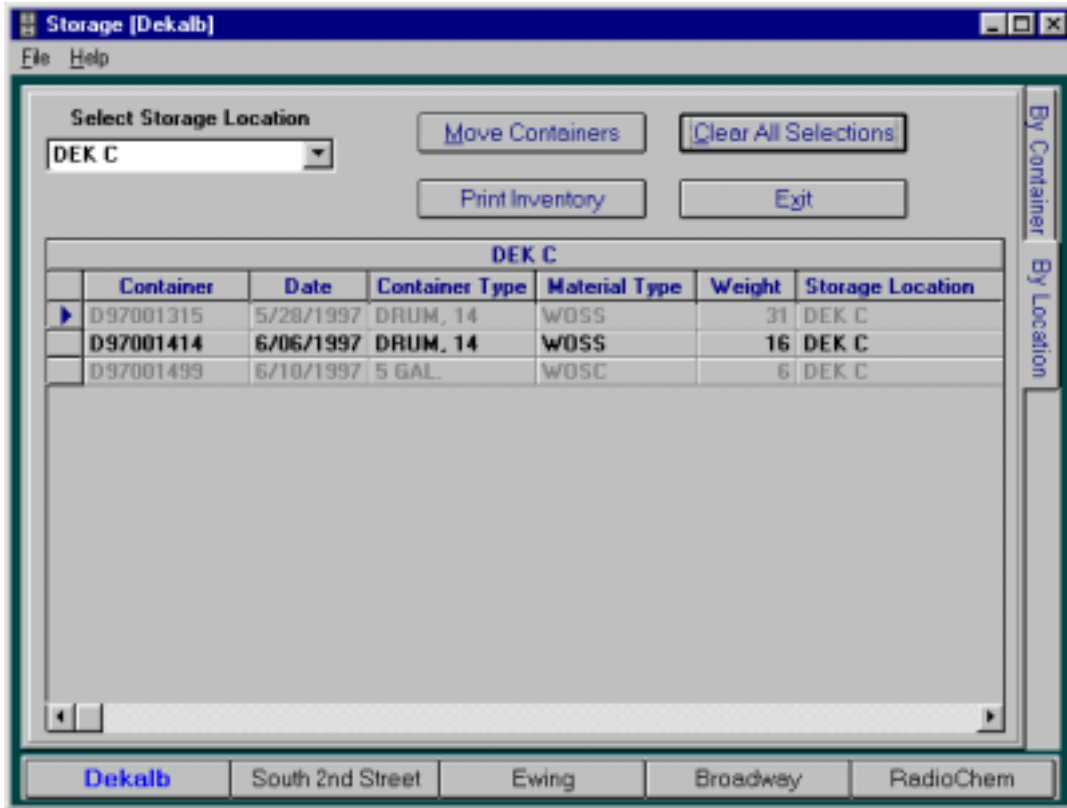 Storage [Dekalb]
File Help
Select Storage Location
DEK C
Move Containers
Clear All Selections
Print Inventory
Exit
By Container
By Location
DEK C
Container Date Container Type Material Type Weight Storage Location
D97001315 5/28/1997 DRUM, 14 WOSS 31 DEK C
D97001414 6/06/1997 DRUM, 14 WOSS 16 DEK C
D97001499 6/10/1997 5 GAL. WOSC 6 DEK C
Dekalb South 2nd Street Ewing Broadway RadioChem